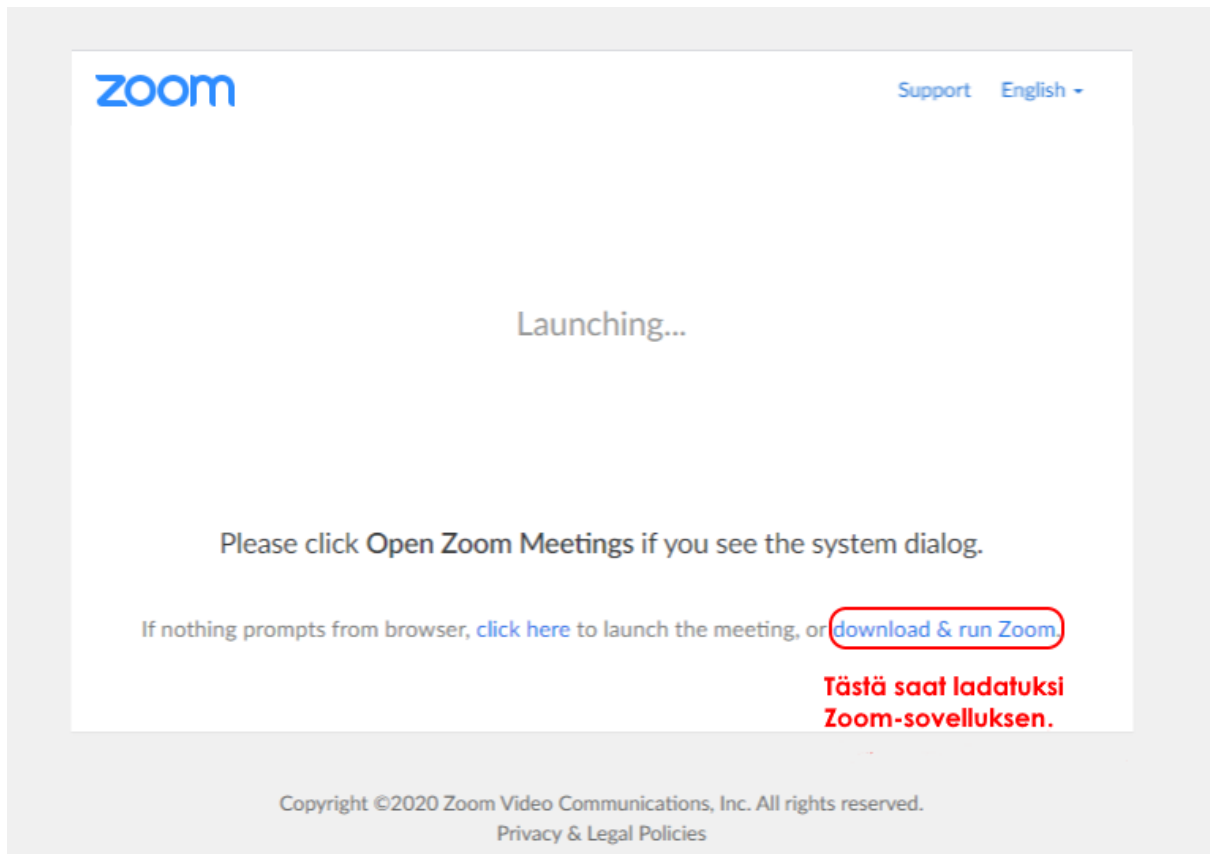 zoom
Support English
Launching...
Please click Open Zoom Meetings if you see the system dialog.
If nothing prompts from browser, click here to launch the meeting, or download & run Zoom.
Tästä saat ladatuksi
Zoom-sovelluksen.
Copyright ©2020 Zoom Video Communications, Inc. All rights reserved.
Privacy & Legal Policies